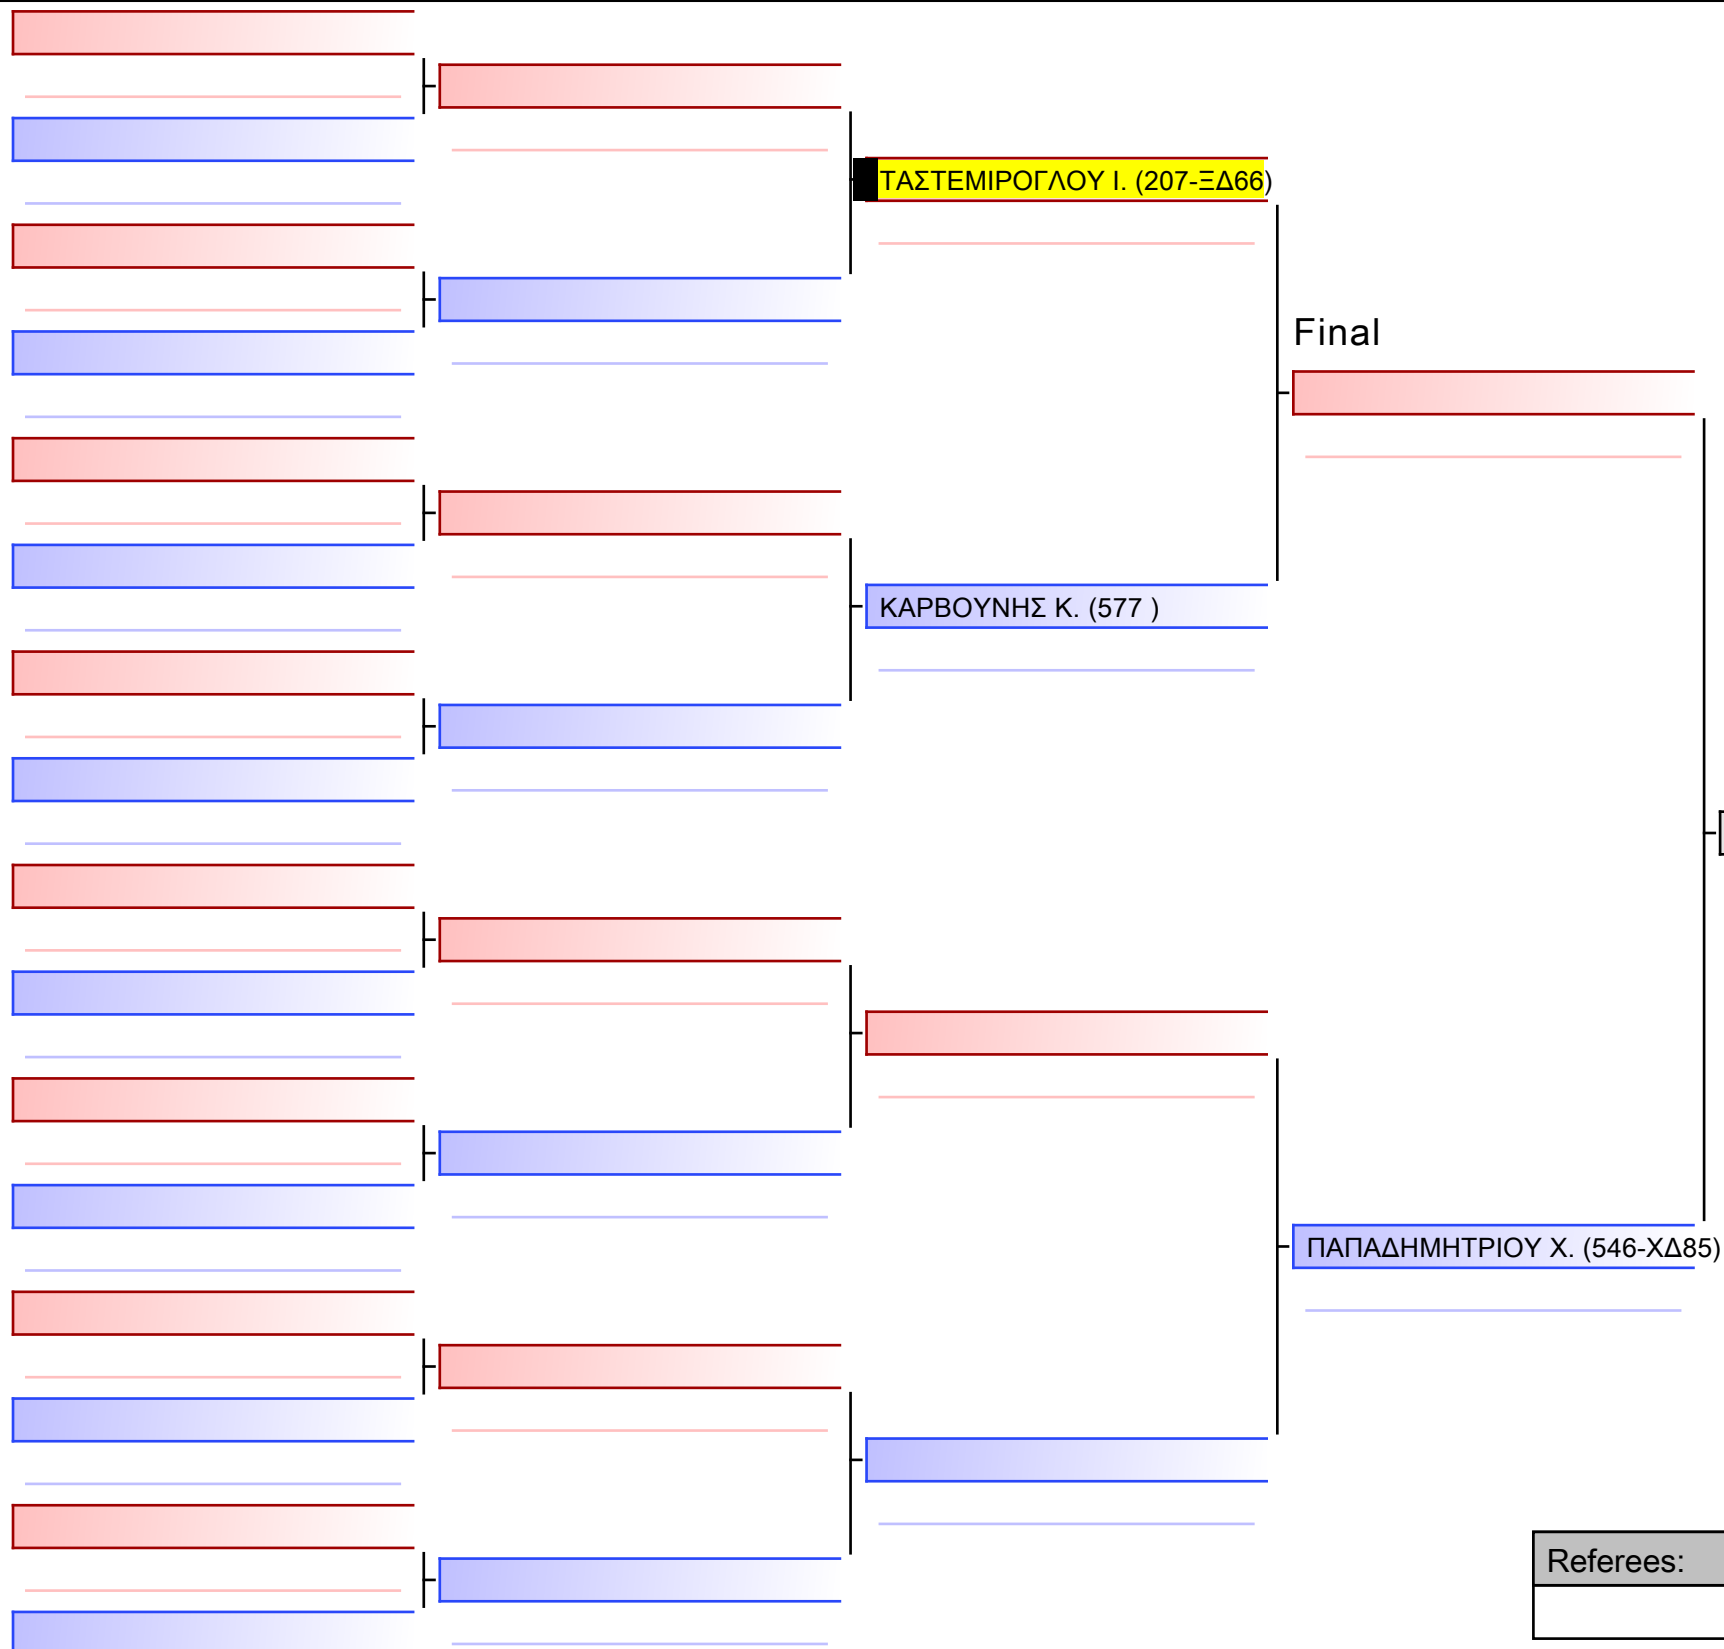 ΤΑΣΤΕΜΙΡΟΓΛΟΥ Ι. (207-ΞΔ66)
Final
ΚΑΡΒΟΥΝΗΣ Κ. (577 )
ΠΑΠΑΔΗΜΗΤΡΙΟΥ Χ. (546-ΧΔ85)
Referees: